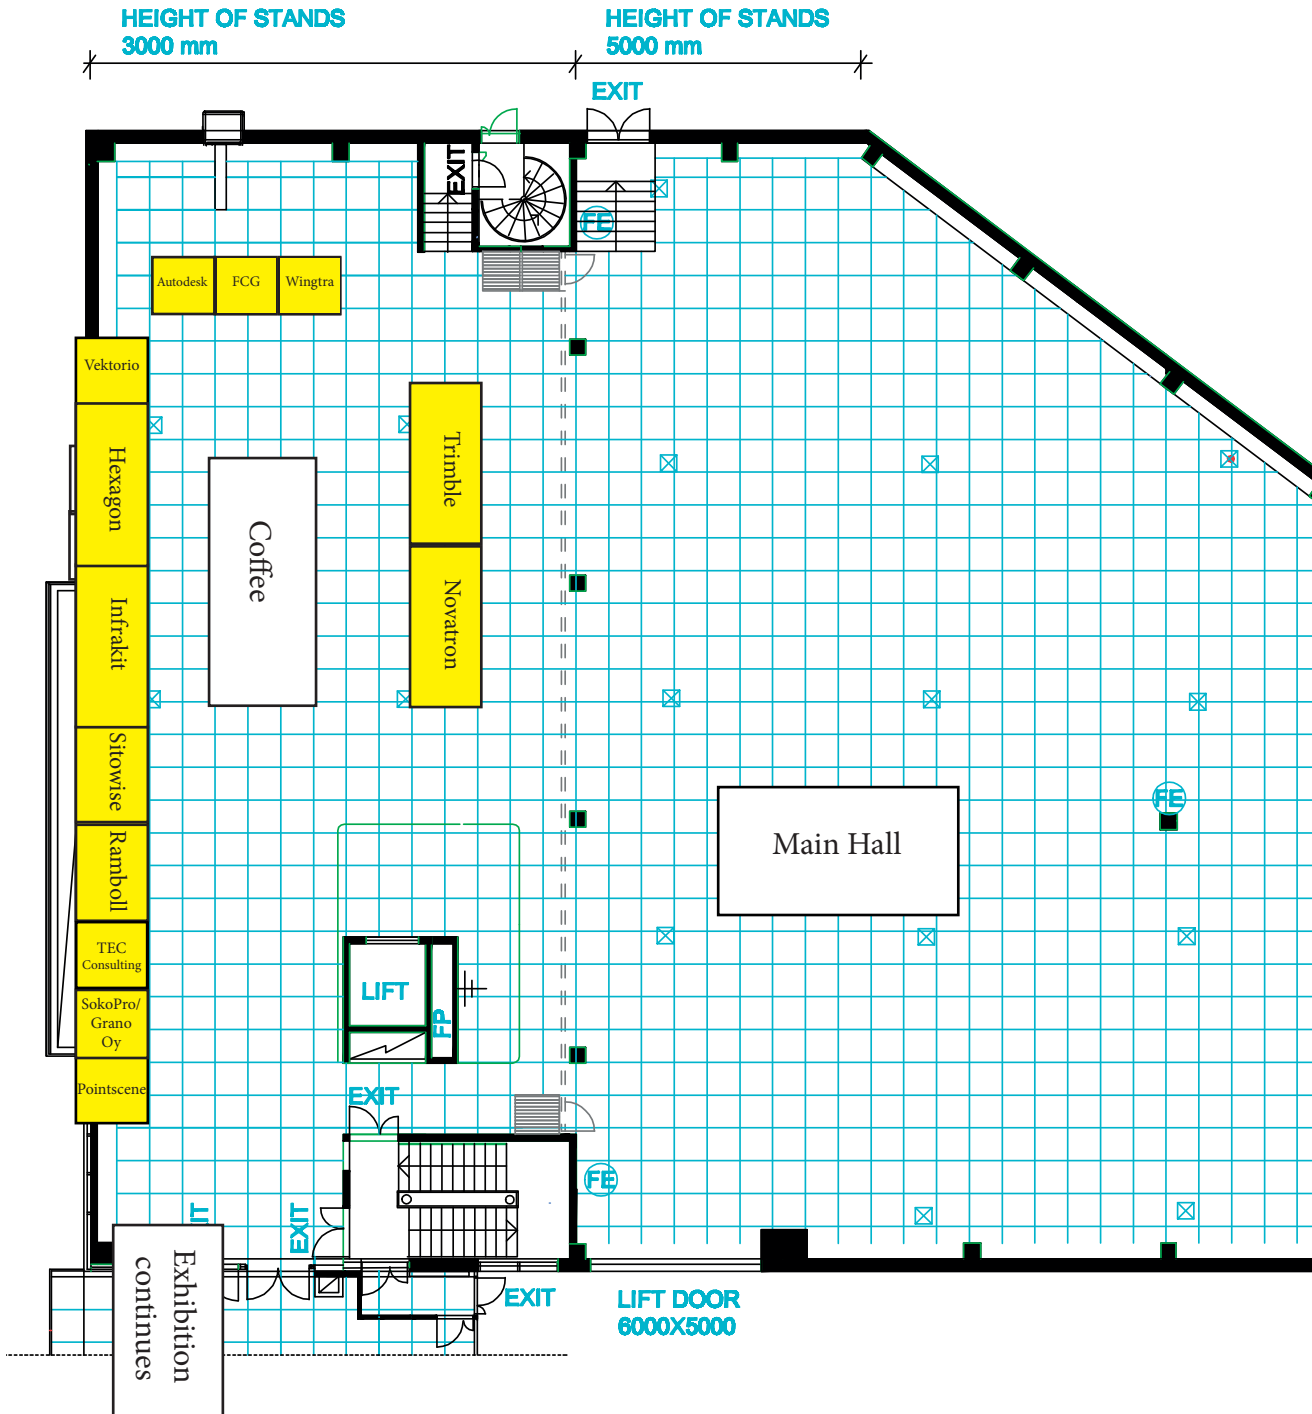 HEIGHT OF STANDS
3000 mm
HEIGHT OF STANDS
5000 mm
EXIT
EXIT
FE
Autodesk
FCG
Wingtra
Vektorio
Hexagon
Trimble
Coffee
Infrakit
Novatron
Sitowise
FE
Ramboll
Main Hall
TEC
Consulting
LIFT
FP
SokoPro/
Grano
Oy
Pointscene
EXIT
FE
IT
EXIT
Exhibition
continues
EXIT
LIFT DOOR
6000X5000